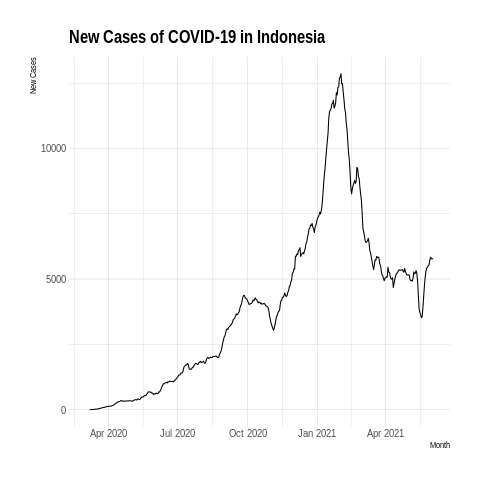 New Cases of COVID-19 in Indonesia
New Cases
10000
5000
0
Apr 2020 Jul 2020 Oct 2020 Jan 2021 Apr 2021
Month